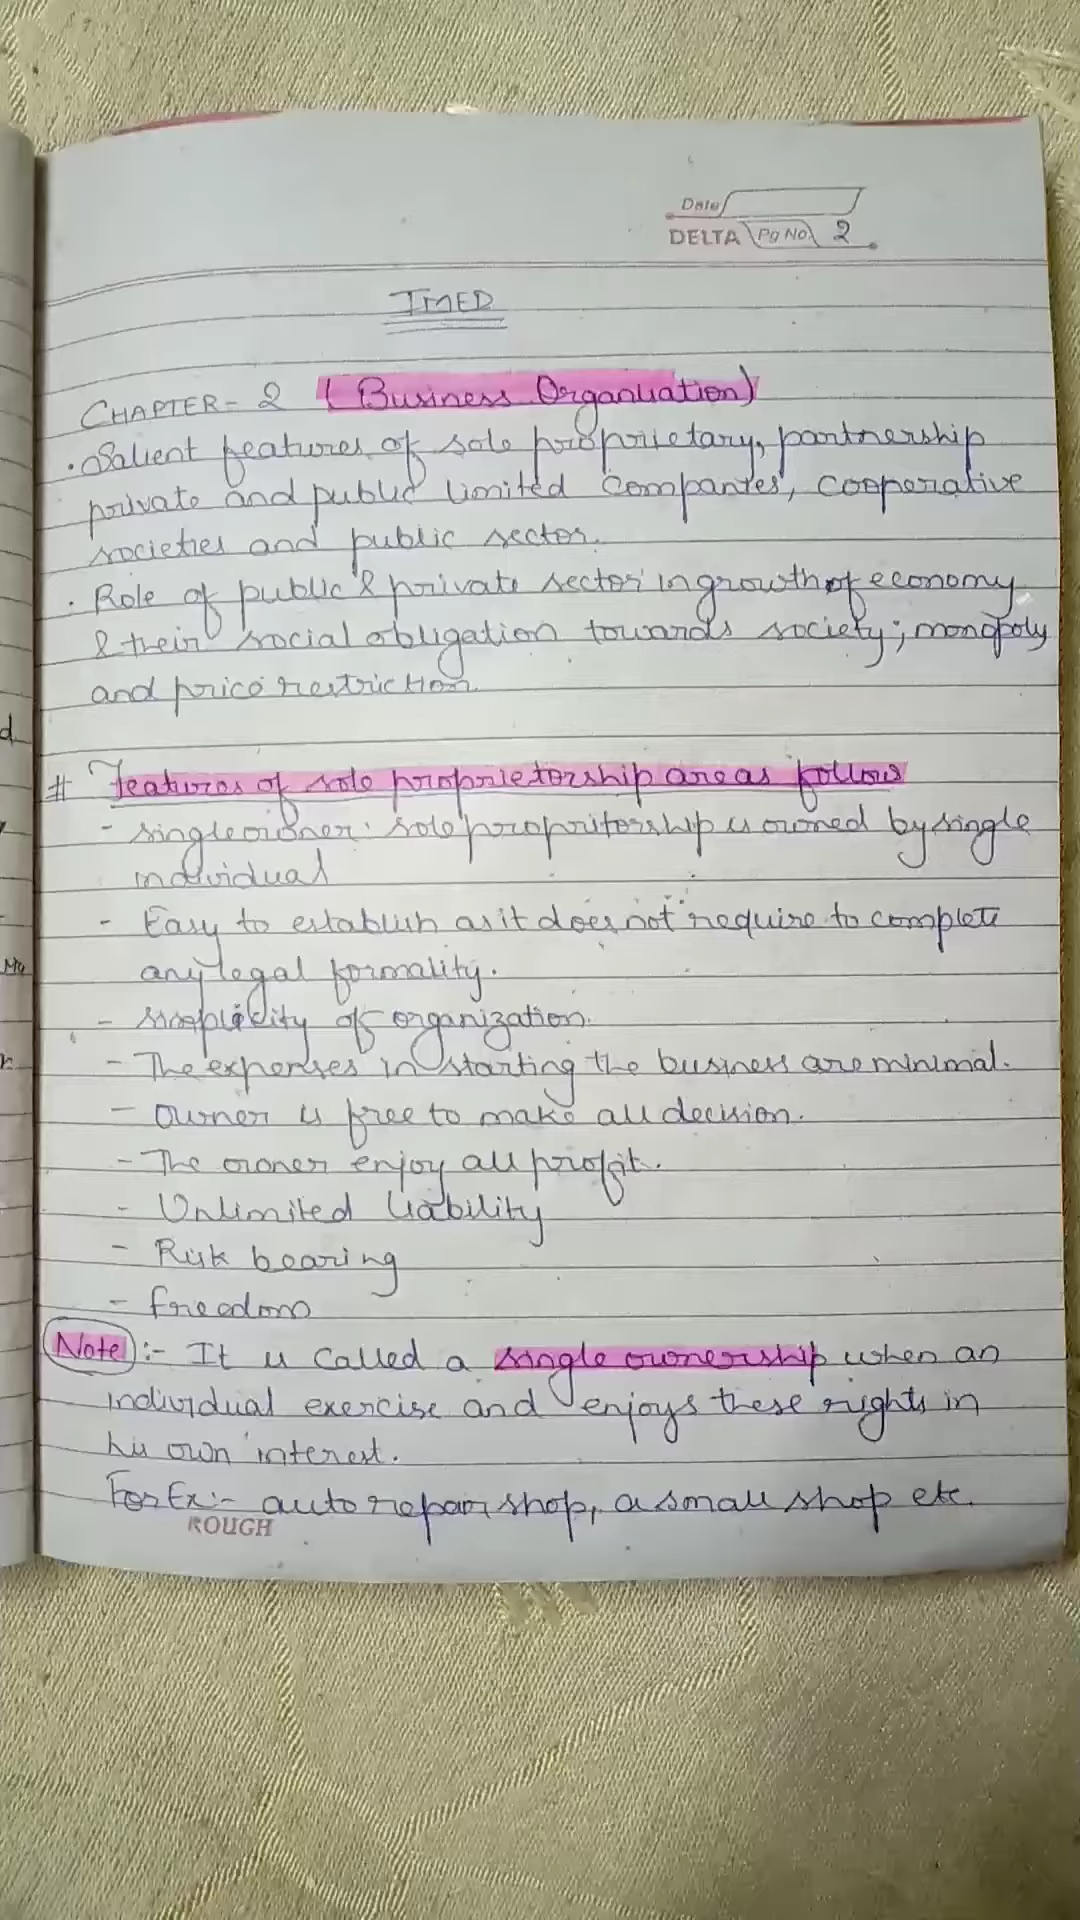 Date
DELTA Pg No. 2
IMED
CHAPTER - 2 (Business Organization)
• Salient features of sole proprietary, partnership
private and public limited companies, cooperative
societies and public sector.
• Role of public & private sector in growth of economy
& their social obligation towards society; monopoly
and price restriction.
# Features of sole proprietorship are as follows
- single owner: sole propritorship is owned by single
individual
- Easy to establish as it does not require to complete
any legal formality.
- simplicity of organization.
- The expenses in starting the business are minimal.
- Owner is free to make all decision.
- The owner enjoy all profit.
- Unlimited liability
- Risk bearing
- freedom
Note :- It is called a single ownership when an
individual exercise and enjoys these rights in
his own interest.
For Ex:- auto repair shop, a small shop etc.
ROUGH